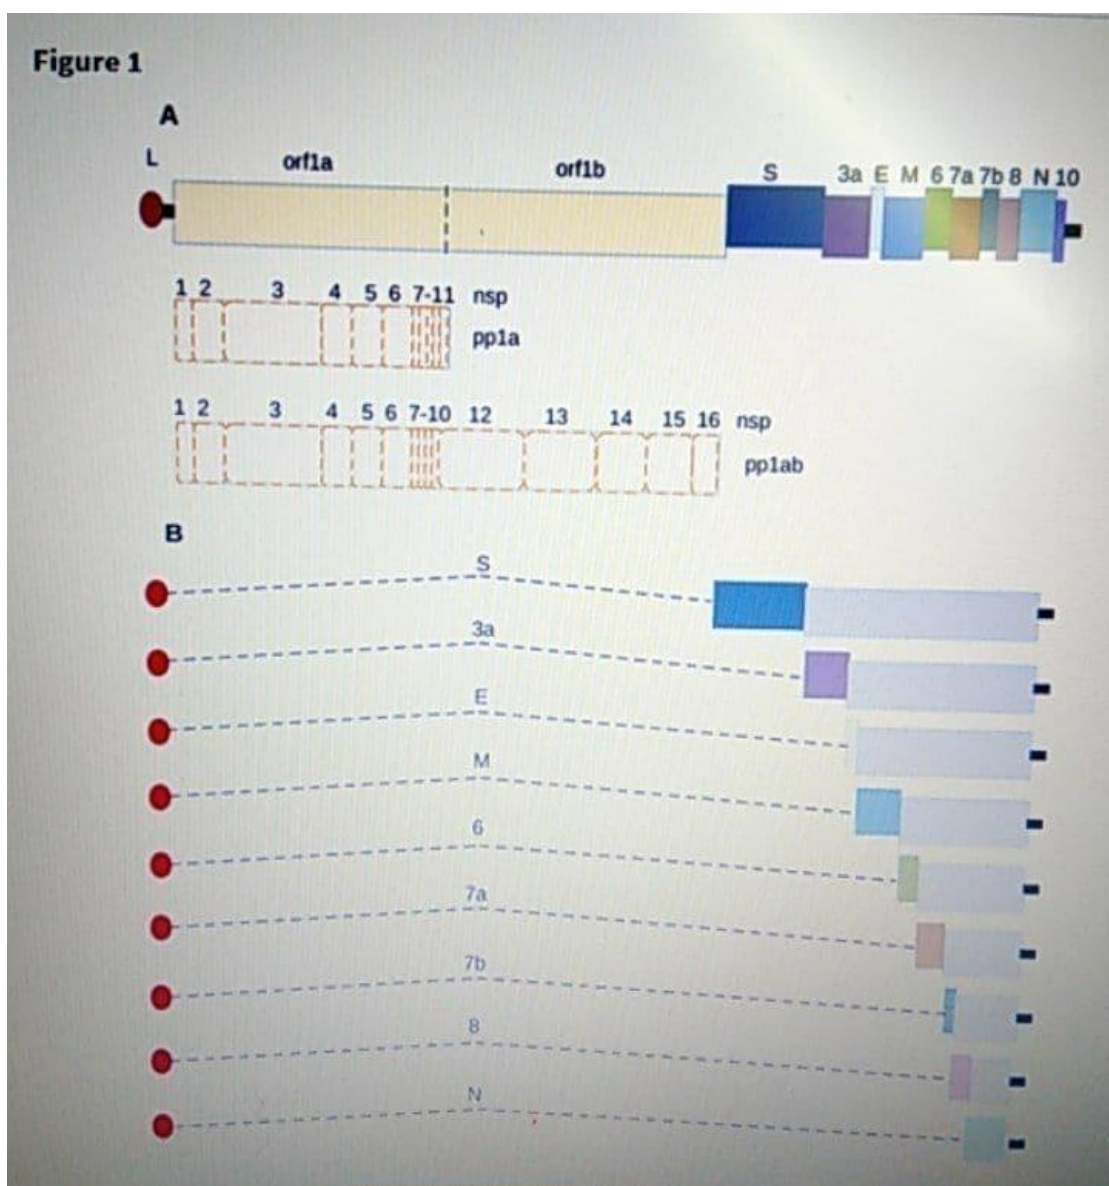 Figure 1
A
L orf1a orf1b S 3a E M 6 7a 7b 8 N 10
1 2 3 4 5 6 7-11 nsp
pp1a
1 2 3 4 5 6 7-10 12 13 14 15 16 nsp
pp1ab
B
S
3a
E
M
6
7a
7b
8
N